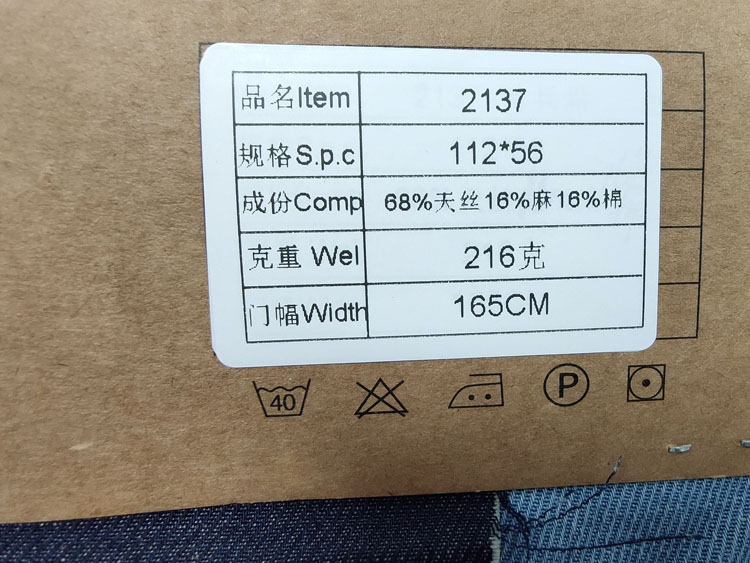 品名Item 2137
规格S.p.c 112*56
成份Comp 68%天丝16%麻16%棉
克重 Wel 216克
门幅Width 165CM
40 P